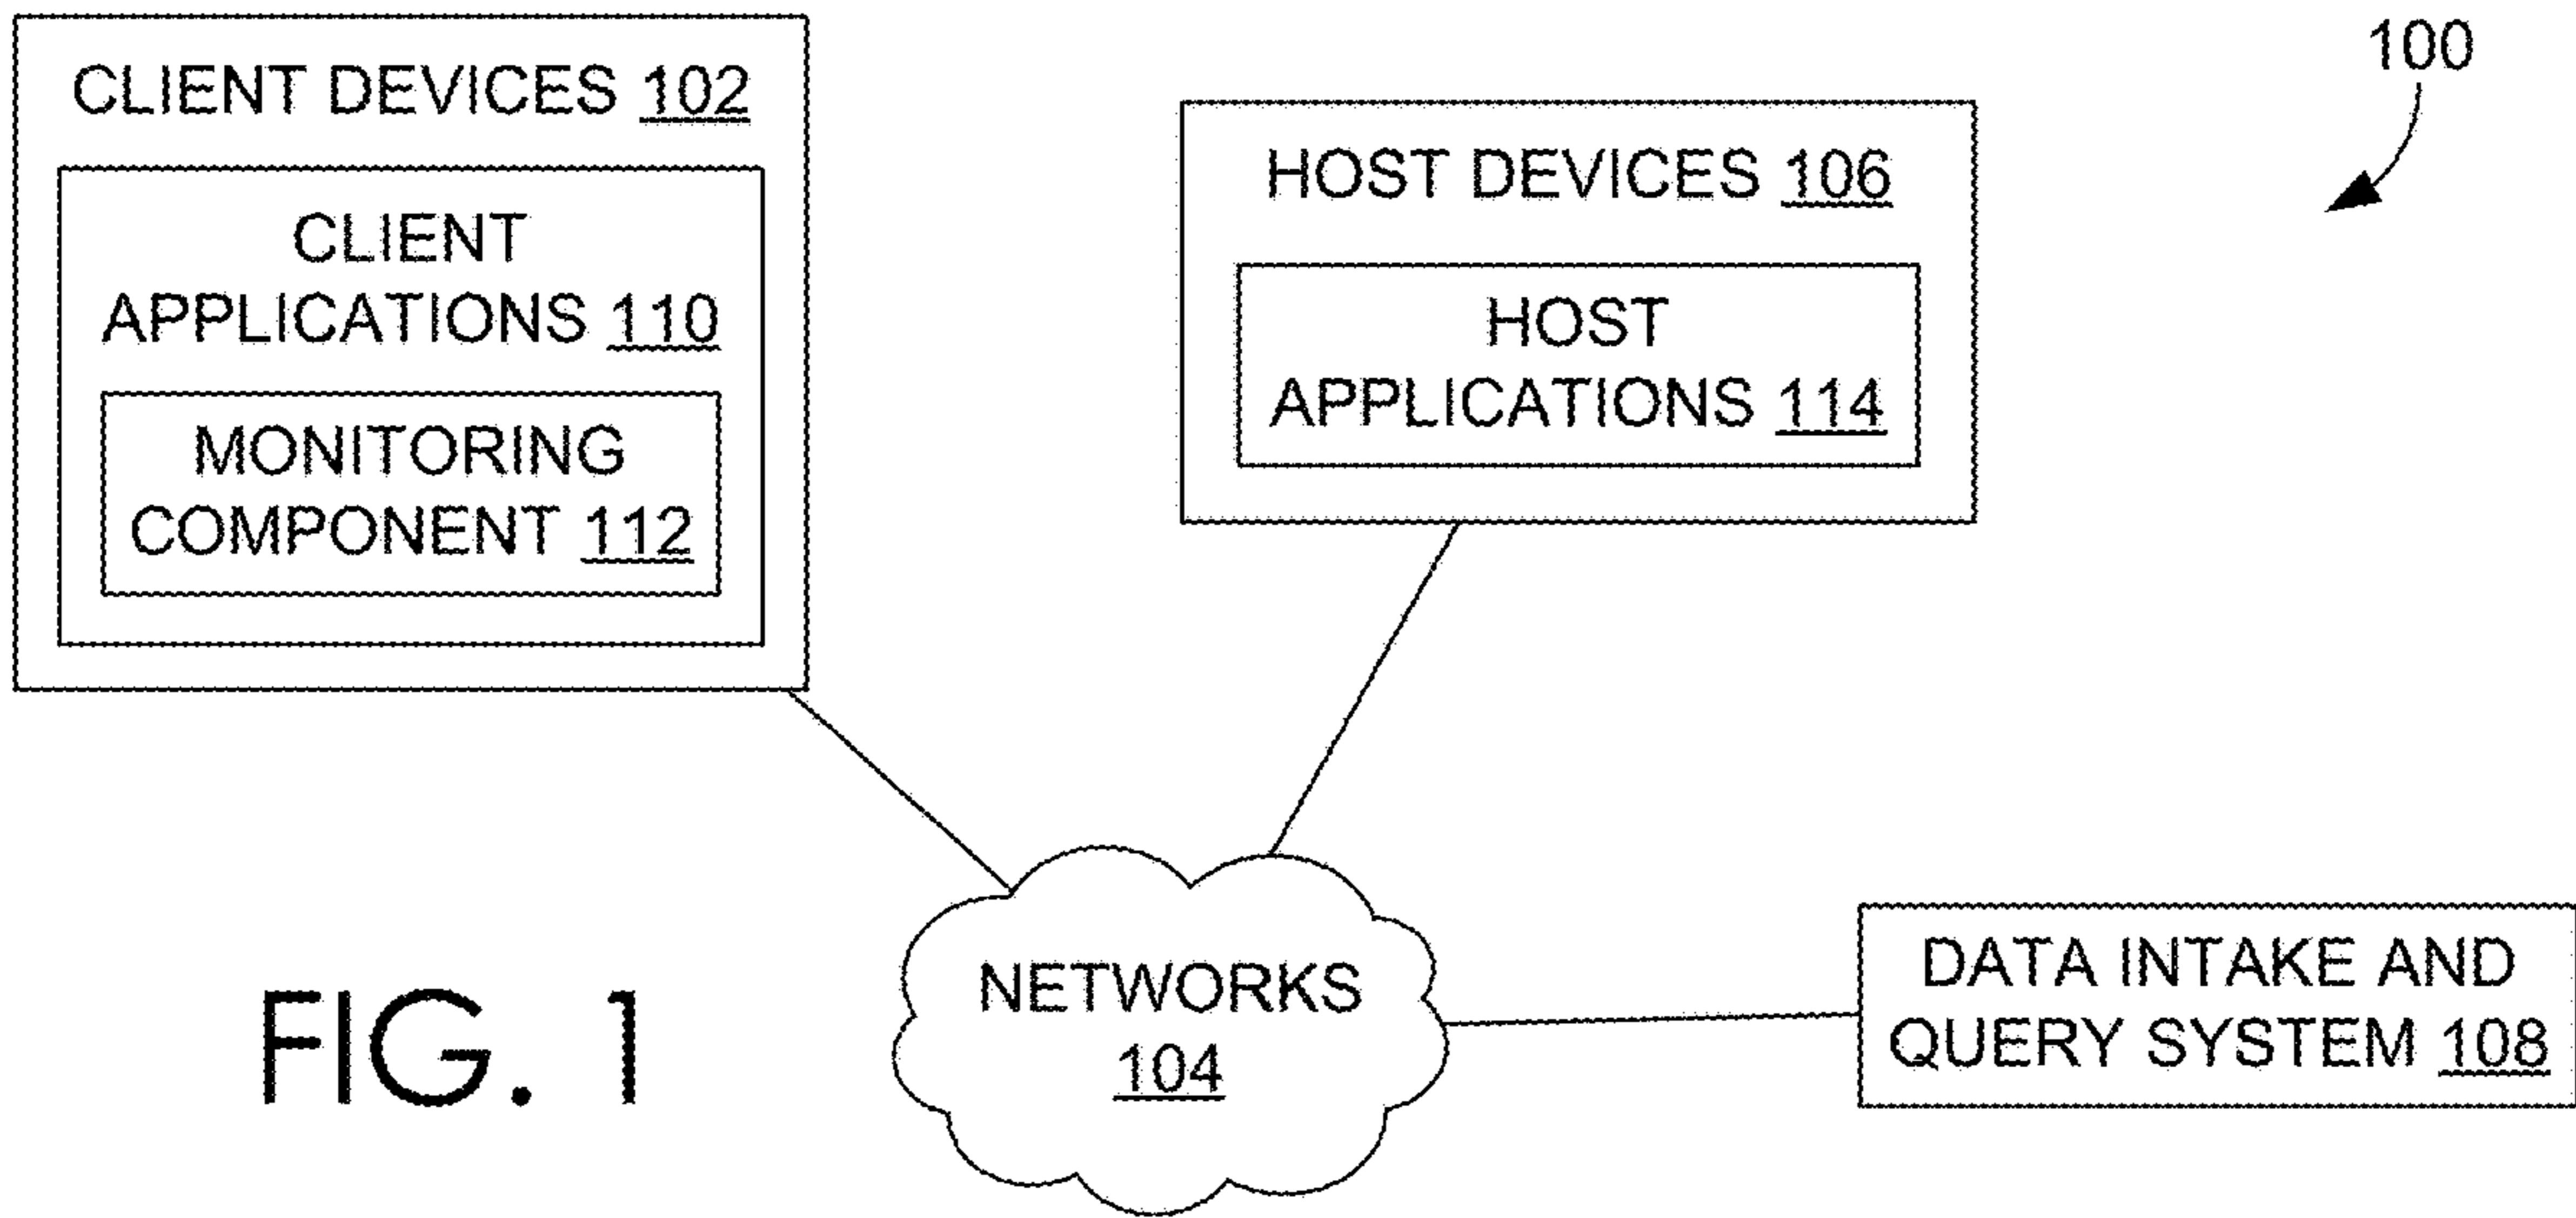 CLIENT DEVICES 102
CLIENT
APPLICATIONS 110
MONITORING
COMPONENT 112
HOST DEVICES 106
HOST
APPLICATIONS 114
100
NETWORKS
104
DATA INTAKE AND
QUERY SYSTEM 108
FIG. 1